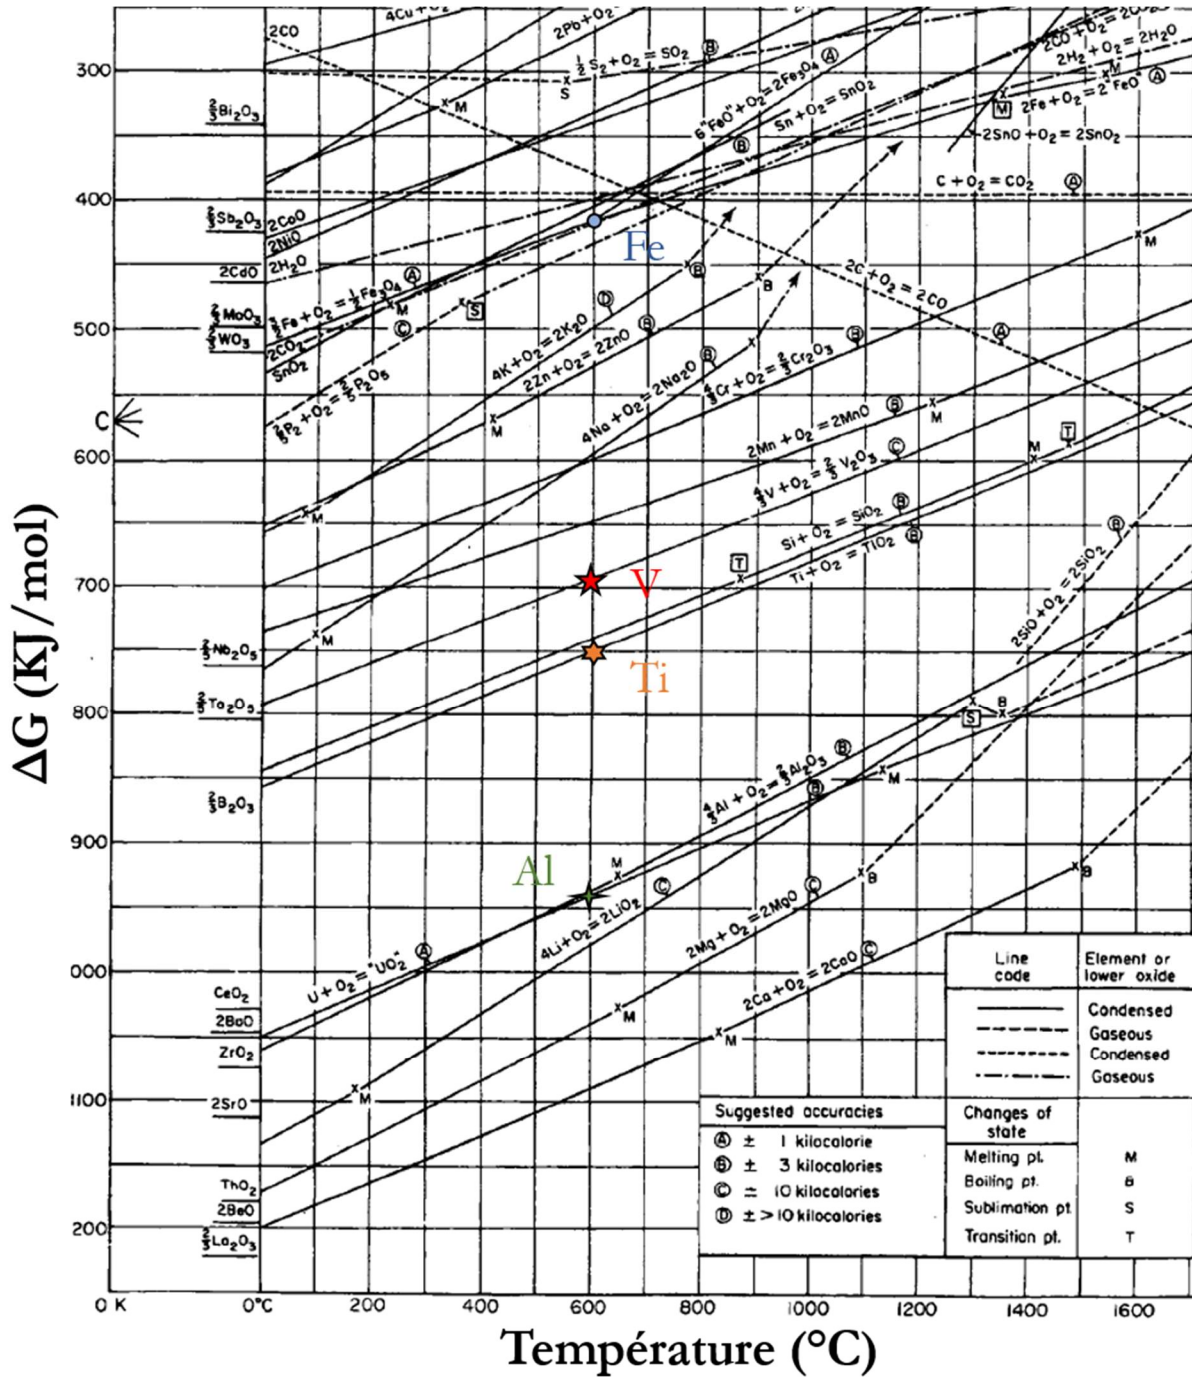 4Cu+O₂
2Pb+O₂
2CO
300
½S₂+O₂=SO₂
B
S
M
⅔Bi₂O₃
6"FeO"+O₂=2Fe₃O₄
A
Sn+O₂=SnO₂
B
2CO+O₂=2CO₂
2H₂+O₂=2H₂O
M
M
2Fe+O₂=2"FeO"
A
2SnO+O₂=2SnO₂
C+O₂=CO₂
A
400
⅔Sb₂O₃
2CoO
2NiO
2CdO
2H₂O
Fe
A
3/2Fe+O₂=½Fe₃O₄
M
C
S
D
B
B
M
2C+O₂=2CO
A
500
⅔MoO₃
⅔WO₃
2CO₂
SnO₂
⅖P₂+O₂=⅖P₂O₅
4K+O₂=2K₂O
2Zn+O₂=2ZnO
B
B
4Na+O₂=2Na₂O
4/3Cr+O₂=⅔Cr₂O₃
B
C
M
600
2Mn+O₂=2MnO
B
M
4/3V+O₂=⅔V₂O₃
C
M
T
M
Si+O₂=SiO₂
B
Ti+O₂=TiO₂
B
T
2SiO+O₂=2SiO₂
B
700
V
M
⅖Nb₂O₅
Ti
⅖Ta₂O₅
800
⅔B₂O₃
4/3Al+O₂=⅔Al₂O₃
B
B
S
B
M
900
Al
M
C
4Li+O₂=2LiO₂
2Mg+O₂=2MgO
C
B
B
000
U+O₂="UO₂"
A
2Ca+O₂=2CaO
C
M
M
CeO₂
2BaO
ZrO₂
1100
2SrO
M
ThO₂
2BeO
200
⅔La₂O₃
Line code
Element or lower oxide
Condensed
Gaseous
Condensed
Gaseous
Suggested accuracies
A ± 1 kilocalorie
B ± 3 kilocalories
C = 10 kilocalories
D ± >10 kilocalories
Changes of state
Melting pt. M
Boiling pt. B
Sublimation pt. S
Transition pt. T
0 K 0°C 200 400 600 800 1000 1200 1400 1600
Température (°C)
ΔG (KJ/mol)